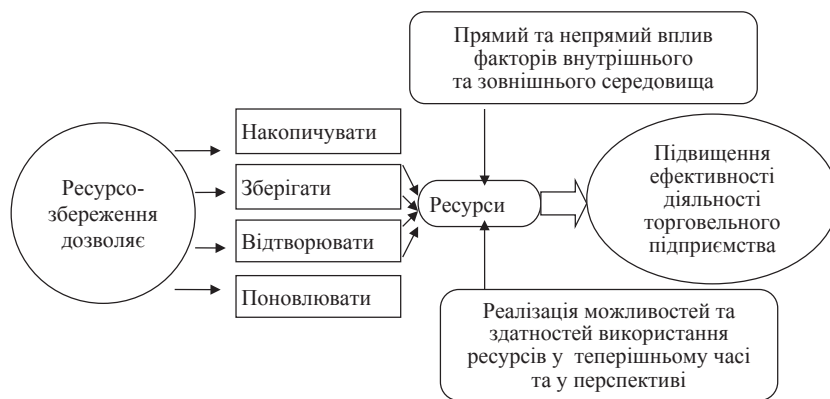 Прямий та непрямий вплив
факторів внутрішнього
та зовнішнього середовища
Ресурсо-
збереження
дозволяє
Накопичувати
Зберігати
Відтворювати
Поновлювати
Ресурси
Підвищення
ефективності
діяльності
торговельного
підприємства
Реалізація можливостей та
здатностей використання
ресурсів у теперішньому часі
та у перспективі